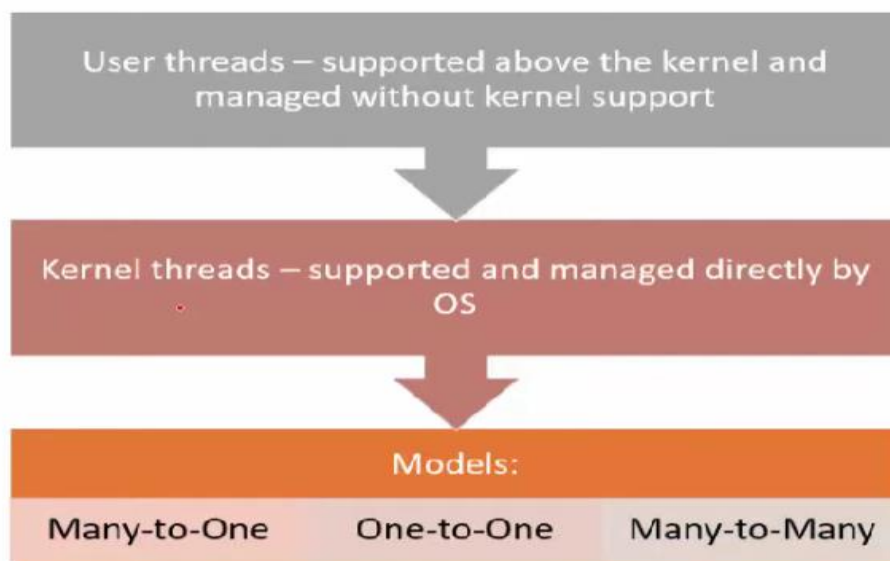 User threads – supported above the kernel and
managed without kernel support
Kernel threads – supported and managed directly by
OS
Models:
Many-to-One
One-to-One
Many-to-Many